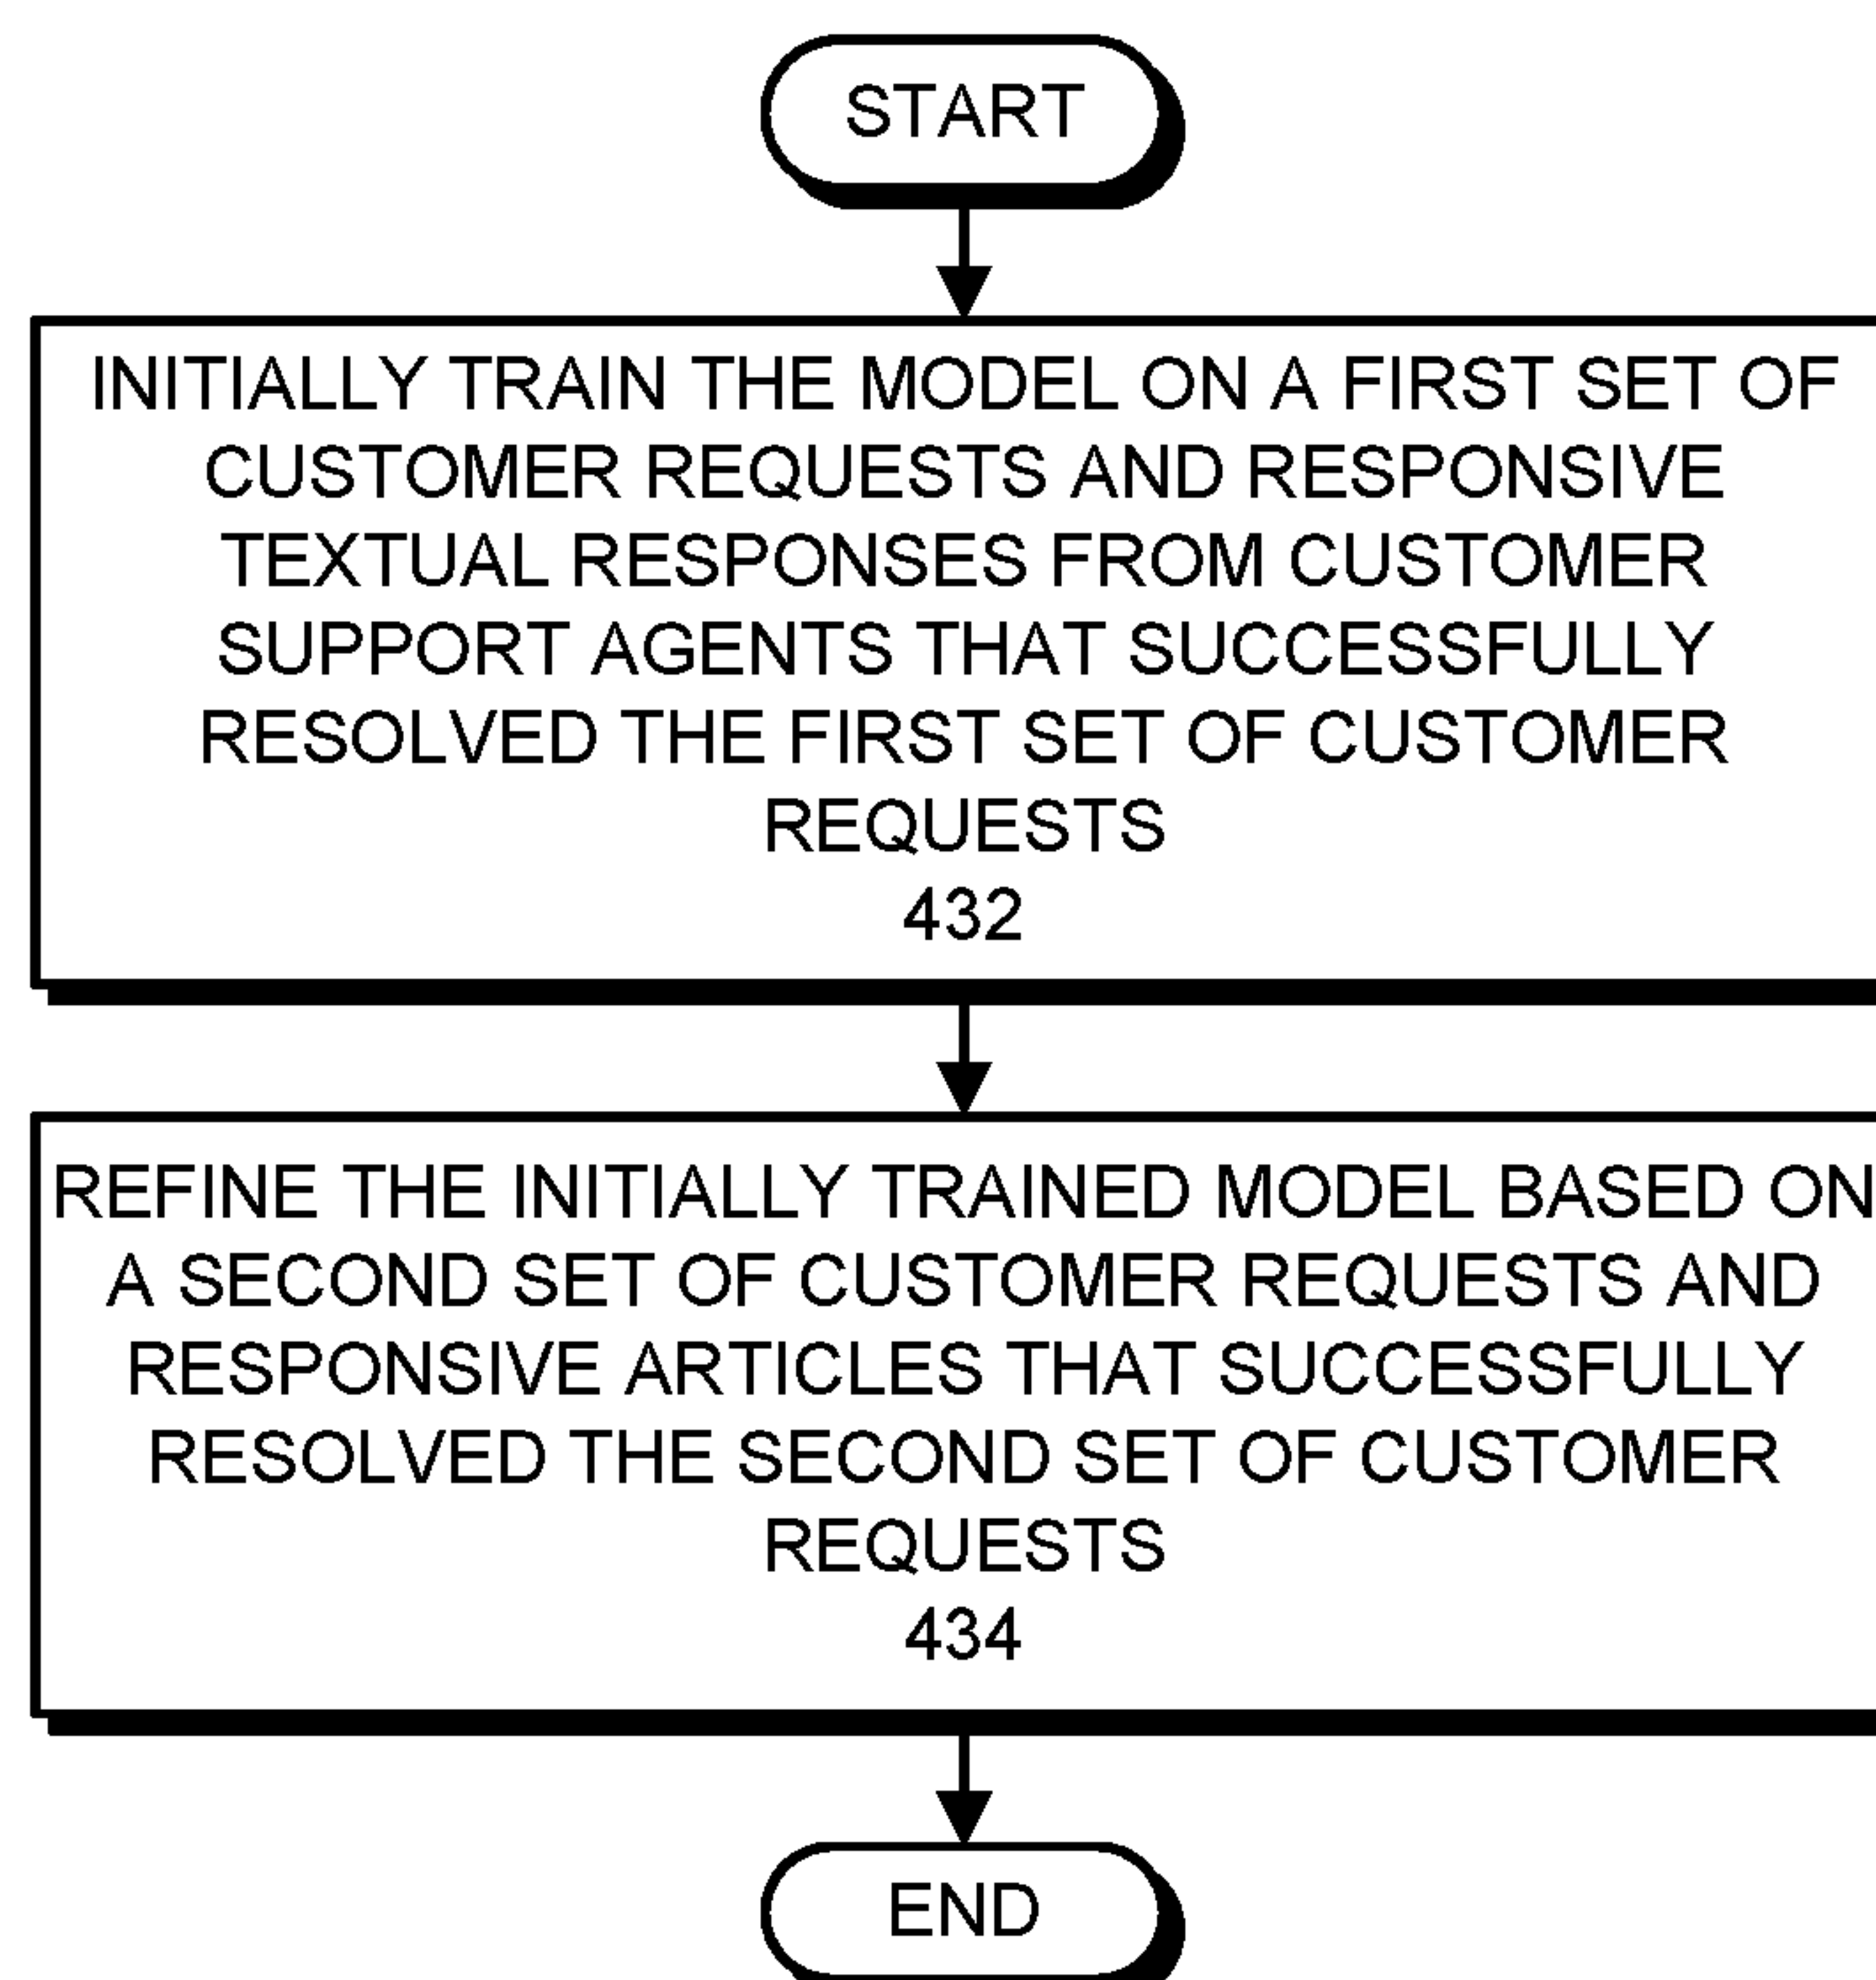 START
INITIALLY TRAIN THE MODEL ON A FIRST SET OF
CUSTOMER REQUESTS AND RESPONSIVE
TEXTUAL RESPONSES FROM CUSTOMER
SUPPORT AGENTS THAT SUCCESSFULLY
RESOLVED THE FIRST SET OF CUSTOMER
REQUESTS
432
REFINE THE INITIALLY TRAINED MODEL BASED ON
A SECOND SET OF CUSTOMER REQUESTS AND
RESPONSIVE ARTICLES THAT SUCCESSFULLY
RESOLVED THE SECOND SET OF CUSTOMER
REQUESTS
434
END